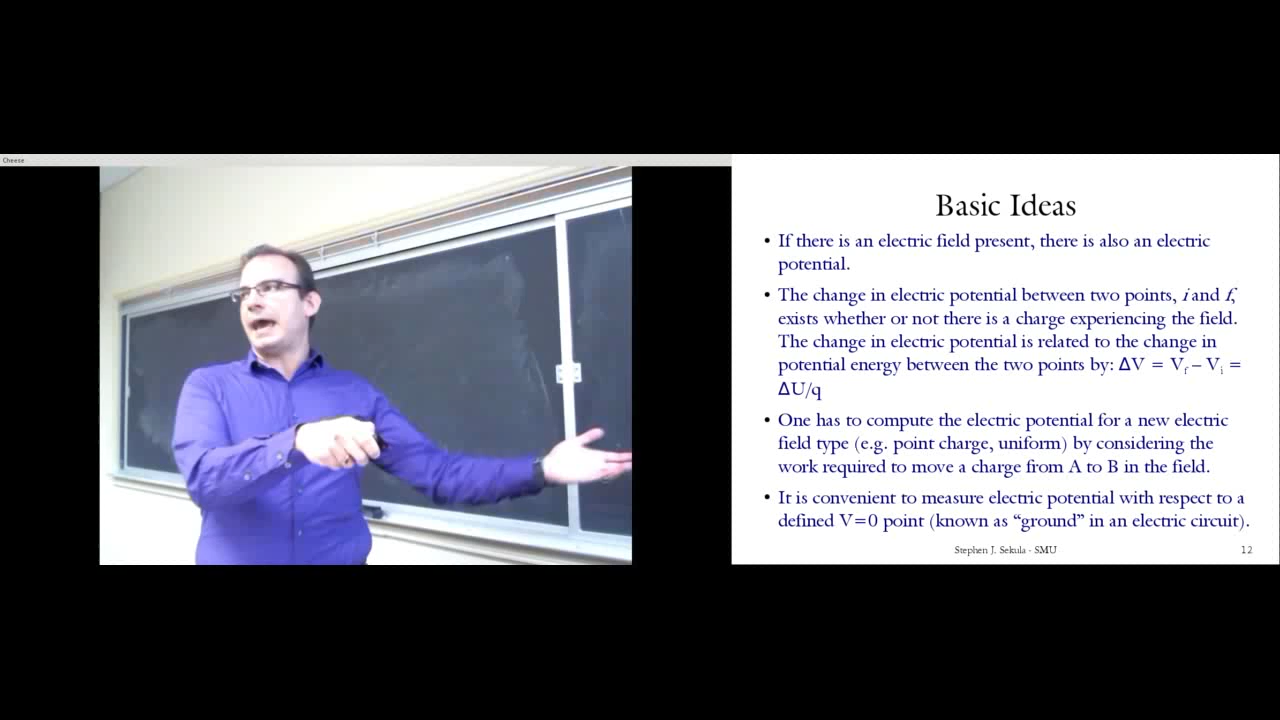 Cheese
Basic Ideas
• If there is an electric field present, there is also an electric
potential.
• The change in electric potential between two points, i and f,
exists whether or not there is a charge experiencing the field.
The change in electric potential is related to the change in
potential energy between the two points by: ΔV = Vf – Vi =
ΔU/q
• One has to compute the electric potential for a new electric
field type (e.g. point charge, uniform) by considering the
work required to move a charge from A to B in the field.
• It is convenient to measure electric potential with respect to a
defined V=0 point (known as “ground” in an electric circuit).
Stephen J. Sekula - SMU 12